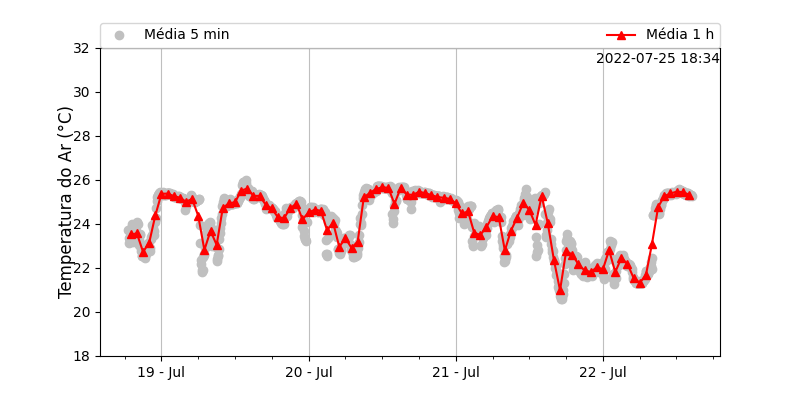 Média 5 min
Média 1 h
2022-07-25 18:34
Temperatura do Ar (°C)
32
30
28
26
24
22
20
18
19 - Jul
20 - Jul
21 - Jul
22 - Jul